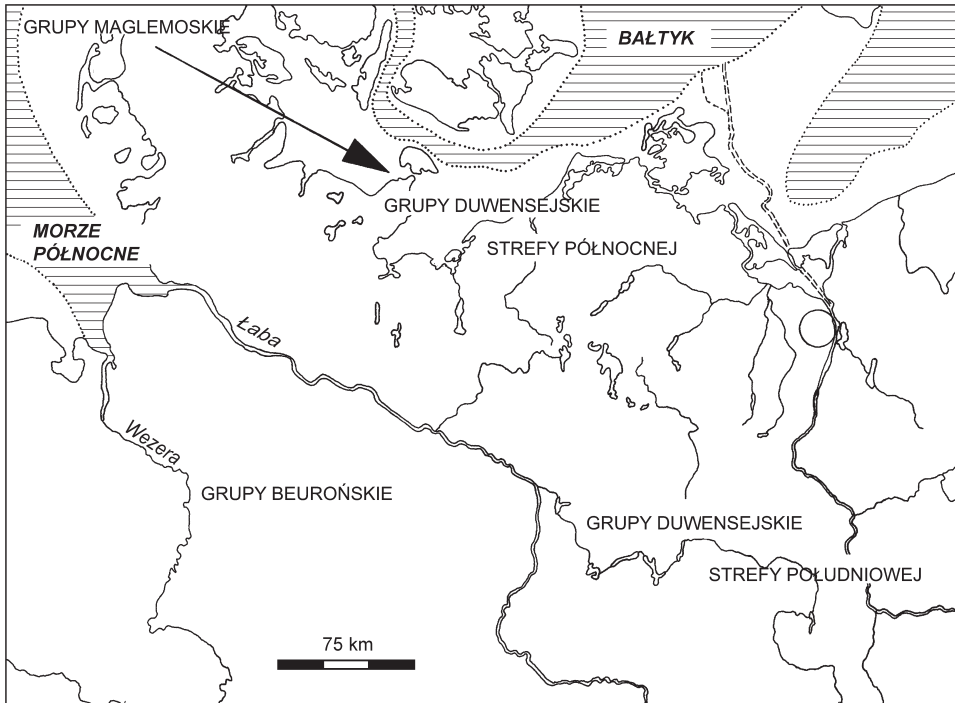 GRUPY MAGLEMOSKIE
BAŁTYK
GRUPY DUWENSEJSKIE
STREFY PÓŁNOCNEJ
MORZE
PÓŁNOCNE
Łaba
Wezera
GRUPY BEUROŃSKIE
GRUPY DUWENSEJSKIE
STREFY POŁUDNIOWEJ
75 km